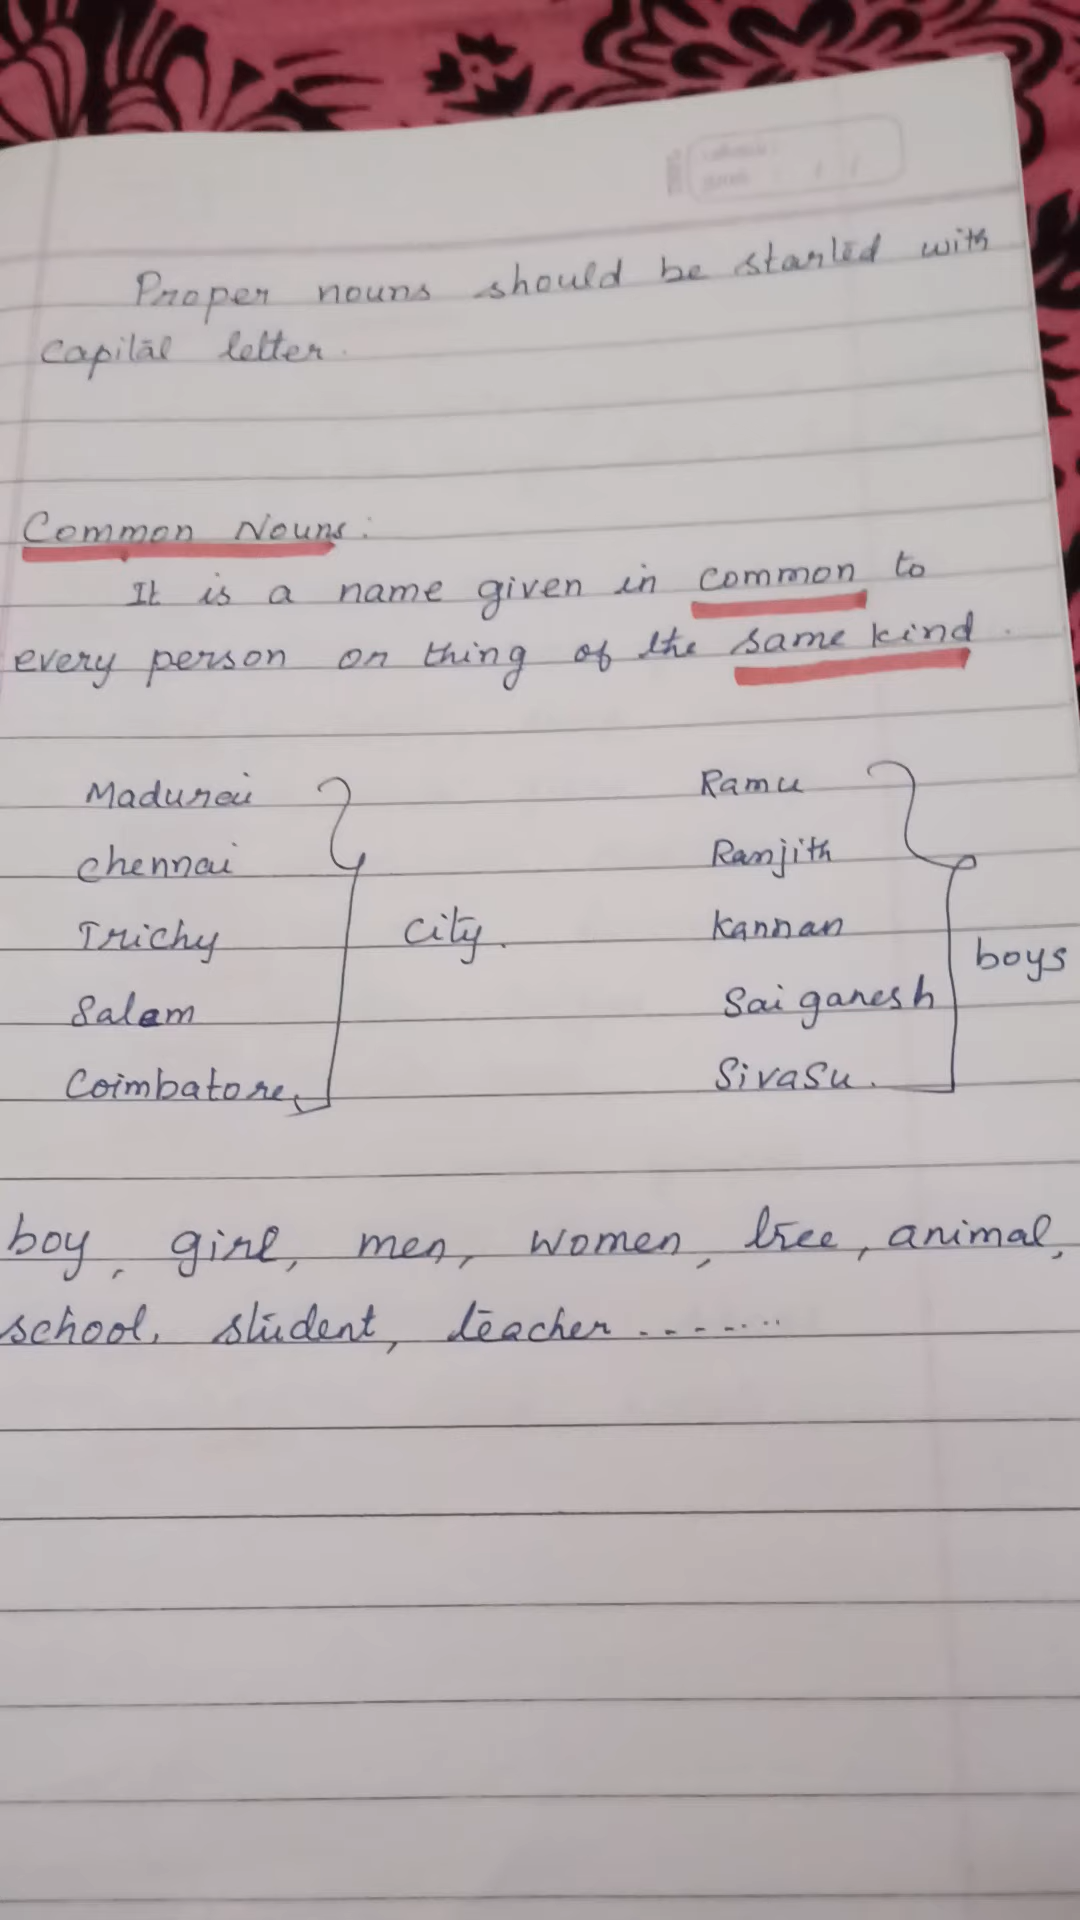 Proper nouns should be started with
capital letter.
Common Nouns:
It is a name given in common to
every person or thing of the same kind.
Madurai
Chennai
Trichy
Salem
Coimbatore
City.
Ramu
Ranjith
Kannan
Sai ganesh
Sivasu.
boys
boy, girl, men, women, tree, animal,
school, student, teacher ........